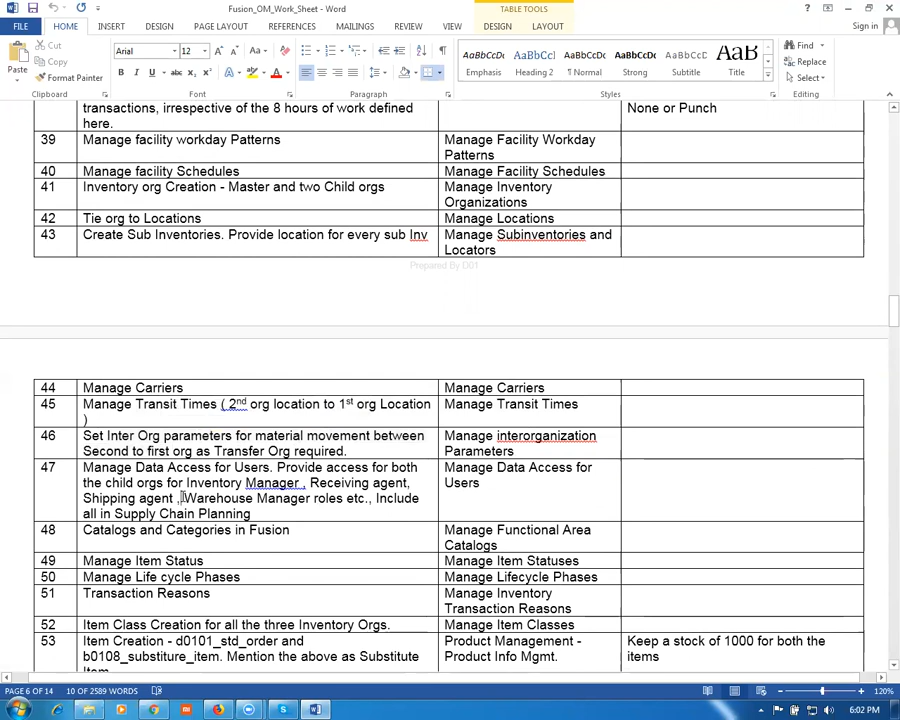 Fusion_OM_Work_Sheet - Word
TABLE TOOLS
Sign in
FILE
HOME
INSERT
DESIGN
PAGE LAYOUT
REFERENCES
MAILINGS
REVIEW
VIEW
DESIGN
LAYOUT
Paste
Cut
Copy
Format Painter
Clipboard
Arial
12
Font
Paragraph
AaBbCcDc
Emphasis
AaBbCc
Heading 2
AaBbCcDc
¶ Normal
AaBbCcDc
Strong
AaBbCcDc
Subtitle
AaB
Title
Styles
Find
Replace
Select
Editing
transactions, irrespective of the 8 hours of work defined
here.
None or Punch
39 Manage facility workday Patterns Manage Facility Workday
Patterns
40 Manage facility Schedules Manage Facility Schedules
41 Inventory org Creation - Master and two Child orgs Manage Inventory
Organizations
42 Tie org to Locations Manage Locations
43 Create Sub Inventories. Provide location for every sub Inv Manage Subinventories and
Locators
Prepared By D01
44 Manage Carriers Manage Carriers
45 Manage Transit Times ( 2nd org location to 1st org Location Manage Transit Times
)
46 Set Inter Org parameters for material movement between Manage interorganization
Second to first org as Transfer Org required. Parameters
47 Manage Data Access for Users. Provide access for both Manage Data Access for
the child orgs for Inventory Manager , Receiving agent, Users
Shipping agent , Warehouse Manager roles etc., Include
all in Supply Chain Planning
48 Catalogs and Categories in Fusion Manage Functional Area
Catalogs
49 Manage Item Status Manage Item Statuses
50 Manage Life cycle Phases Manage Lifecycle Phases
51 Transaction Reasons Manage Inventory
Transaction Reasons
52 Item Class Creation for all the three Inventory Orgs. Manage Item Classes
53 Item Creation - d0101_std_order and Product Management - Keep a stock of 1000 for both the
b0108_substiture_item. Mention the above as Substitute Product Info Mgmt. items
Item
PAGE 6 OF 14
10 OF 2589 WORDS
120%
6:02 PM